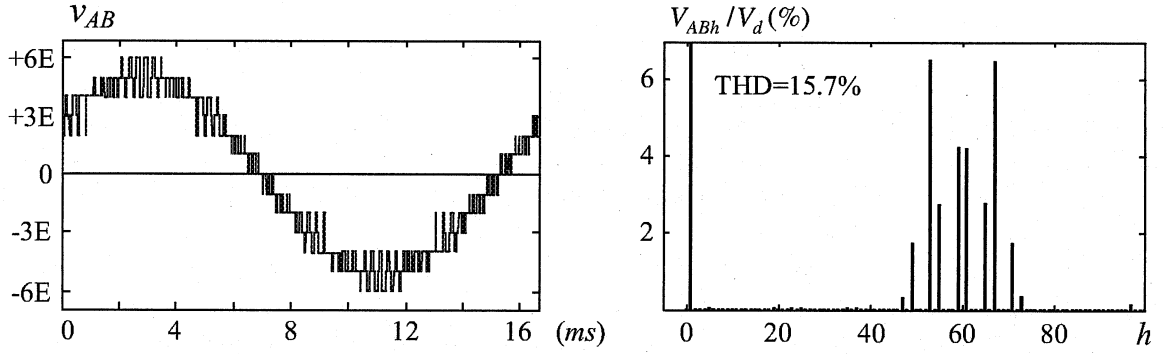 v_AB
+6E
+3E
0
-3E
-6E
0 4 8 12 16 (ms)
V_ABh / V_d (%)
THD=15.7%
6
4
2
0 20 40 60 80 h